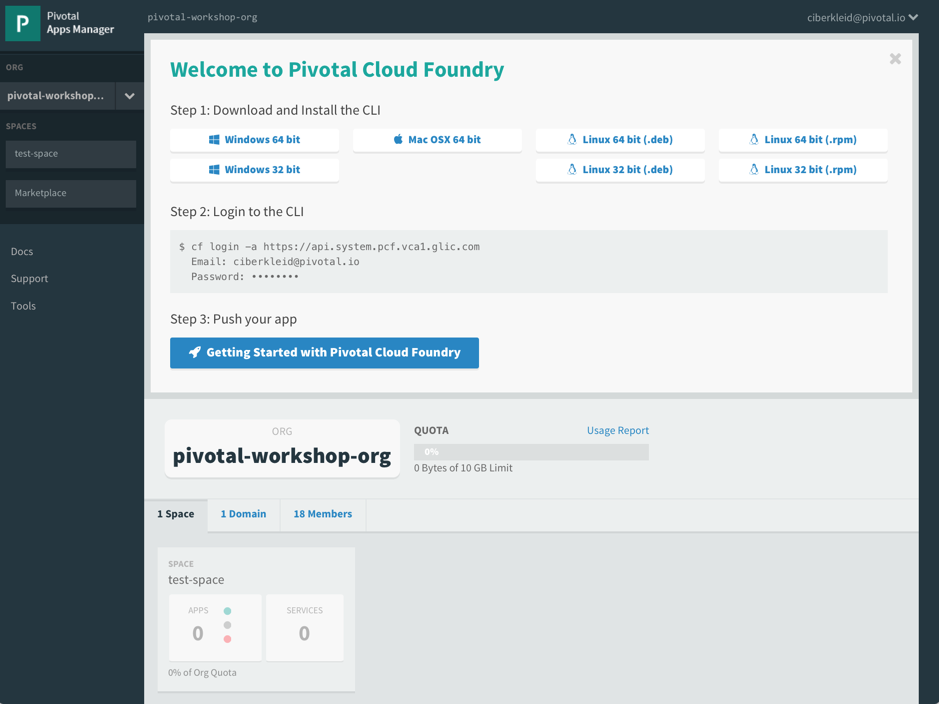 Pivotal
Apps Manager
pivotal-workshop-org
ciberkleid@pivotal.io
ORG
pivotal-workshop...
SPACES
test-space
Marketplace
Docs
Support
Tools
Welcome to Pivotal Cloud Foundry
Step 1: Download and Install the CLI
Windows 64 bit
Mac OSX 64 bit
Linux 64 bit (.deb)
Linux 64 bit (.rpm)
Windows 32 bit
Linux 32 bit (.deb)
Linux 32 bit (.rpm)
Step 2: Login to the CLI
$ cf login -a https://api.system.pcf.vca1.glic.com
Email: ciberkleid@pivotal.io
Password: ••••••••
Step 3: Push your app
Getting Started with Pivotal Cloud Foundry
ORG
pivotal-workshop-org
QUOTA
Usage Report
0%
0 Bytes of 10 GB Limit
1 Space
1 Domain
18 Members
SPACE
test-space
APPS
0
SERVICES
0
0% of Org Quota